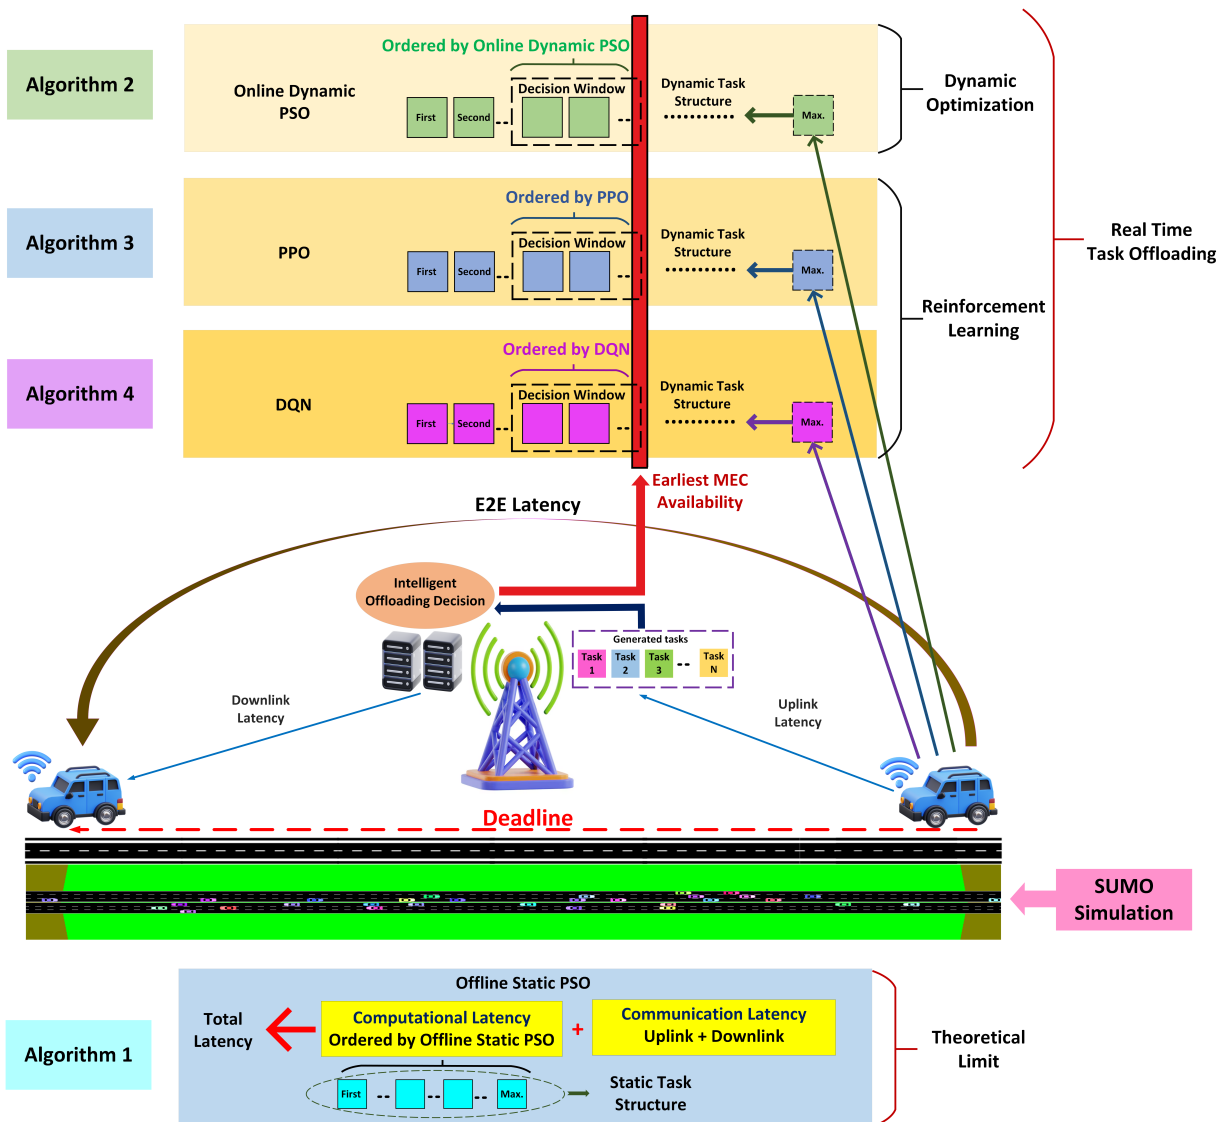 Algorithm 2
Online Dynamic
PSO
Ordered by Online Dynamic PSO
Decision Window
First
Second
Dynamic Task
Structure
Max.
Dynamic
Optimization
Algorithm 3
PPO
Ordered by PPO
Decision Window
First
Second
Dynamic Task
Structure
Max.
Real Time
Task Offloading
Reinforcement
Learning
Algorithm 4
DQN
Ordered by DQN
Decision Window
First
Second
Dynamic Task
Structure
Max.
Earliest MEC
Availability
E2E Latency
Intelligent
Offloading Decision
Generated tasks
Task
1
Task
2
Task
3
Task
N
Downlink
Latency
Uplink
Latency
Deadline
SUMO
Simulation
Algorithm 1
Offline Static PSO
Total
Latency
Computational Latency
Ordered by Offline Static PSO
+
Communication Latency
Uplink + Downlink
First
Max.
Static Task
Structure
Theoretical
Limit